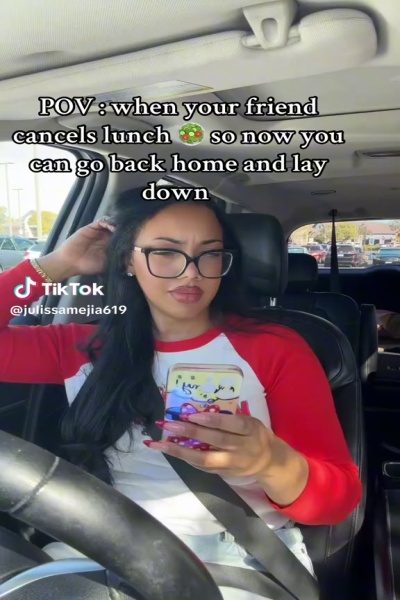 POV : when your friend
cancels lunch 🥗 so now you
can go back home and lay
down
TikTok
@julissamejia619